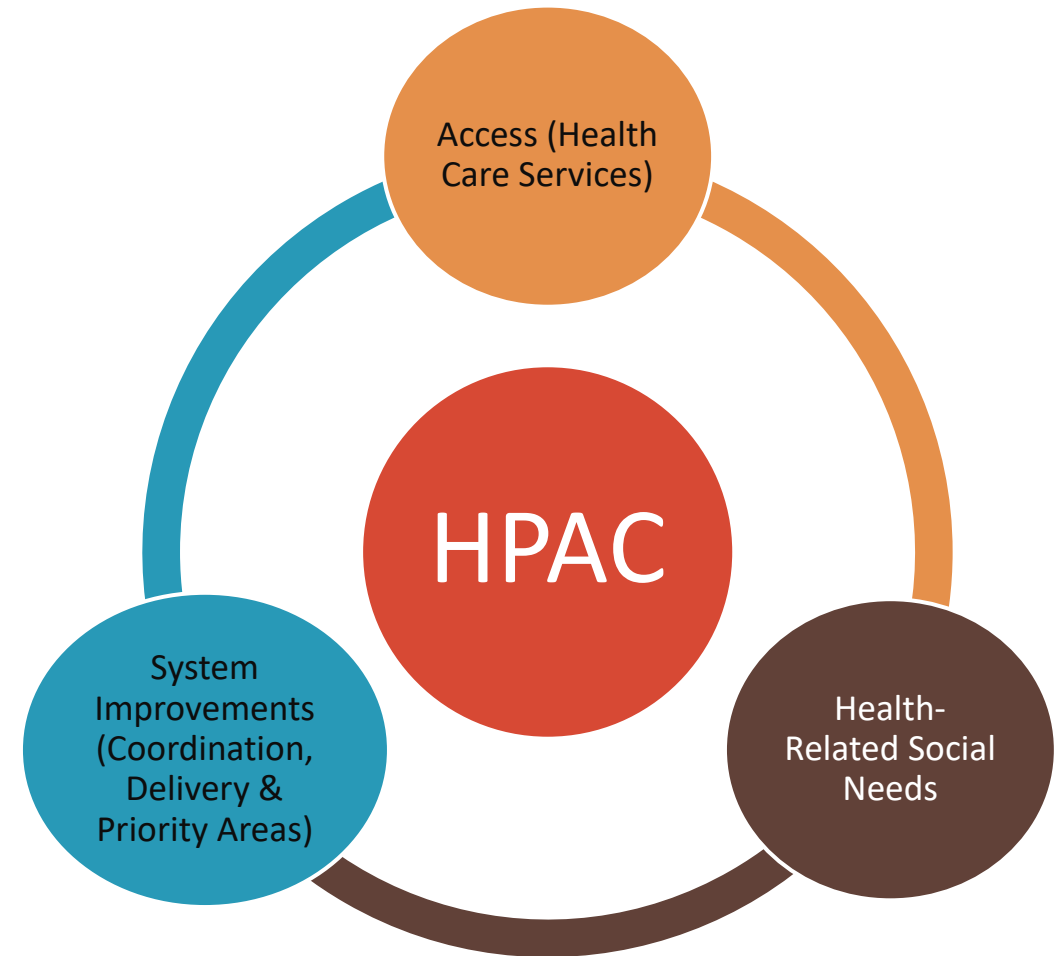 Access (Health
Care Services)
HPAC
System
Improvements
(Coordination,
Delivery &
Priority Areas)
Health-
Related Social
Needs